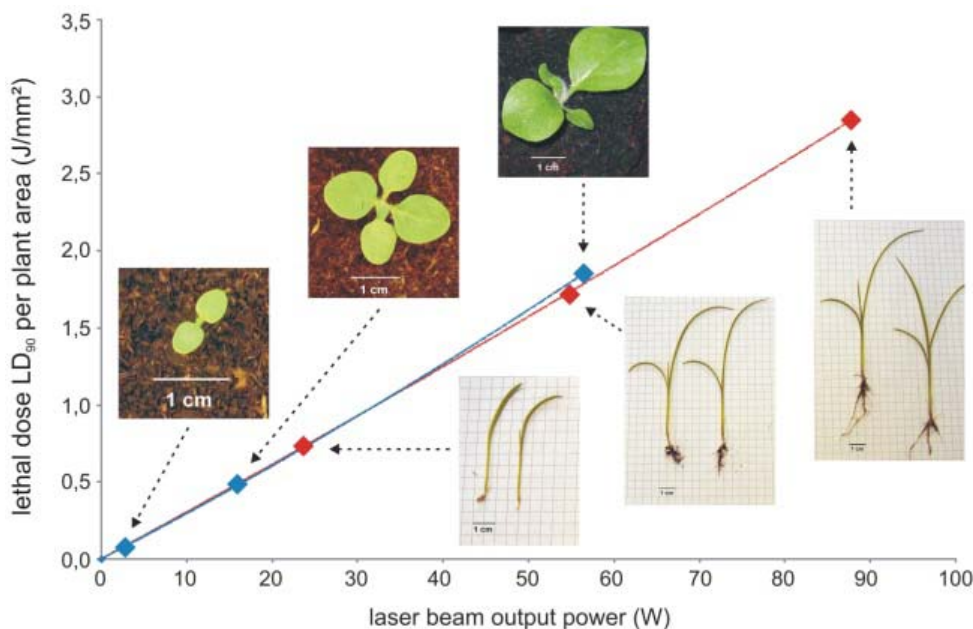 3,5
3,0
2,5
2,0
1,5
1,0
0,5
0,0
lethal dose LD₉₀ per plant area (J/mm²)
1 cm
1 cm
1 cm
1 cm
1 cm
1 cm
0 10 20 30 40 50 60 70 80 90 100
laser beam output power (W)